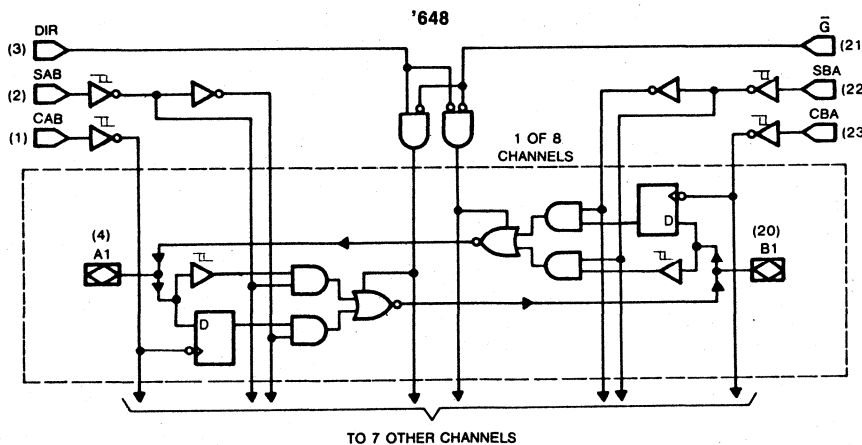 '648
DIR
(3)
G̅
(21)
SAB
(2)
SBA
(22)
CAB
(1)
CBA
(23)
1 OF 8
CHANNELS
(4)
A1
D
D
(20)
B1
TO 7 OTHER CHANNELS